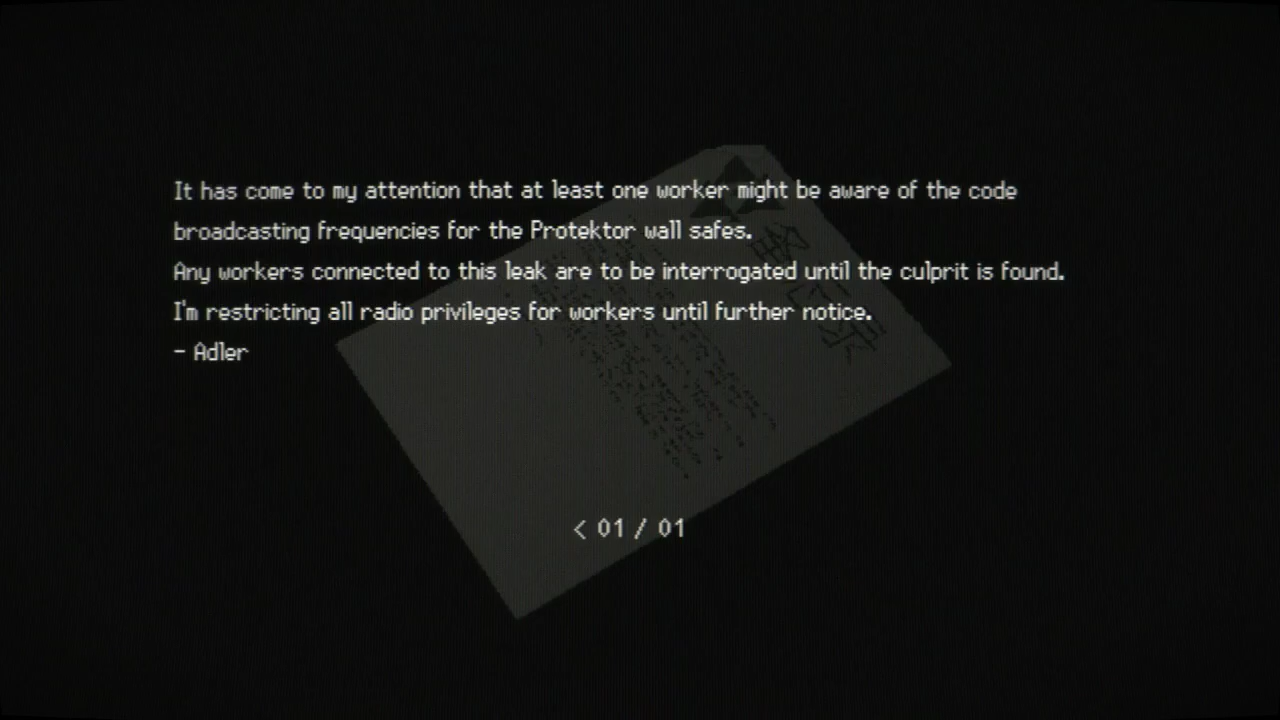 It has come to my attention that at least one worker might be aware of the code
broadcasting frequencies for the Protektor wall safes.
Any workers connected to this leak are to be interrogated until the culprit is found.
I'm restricting all radio privileges for workers until further notice.
- Adler
< 01 / 01